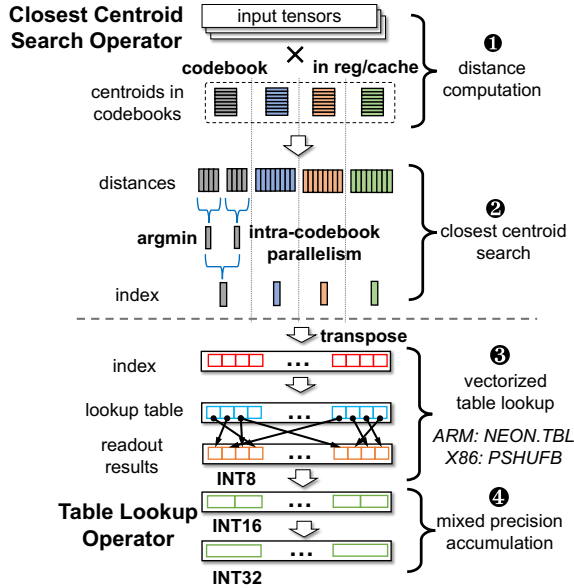 Closest Centroid
Search Operator
input tensors
×
codebook
in reg/cache
centroids in
codebooks
❶
distance
computation
distances
argmin
intra-codebook
parallelism
index
❷
closest centroid
search
transpose
index
...
lookup table
...
readout
results
...
INT8
❸
vectorized
table lookup
ARM: NEON.TBL
X86: PSHUFB
Table Lookup
Operator
...
INT16
...
INT32
❹
mixed precision
accumulation